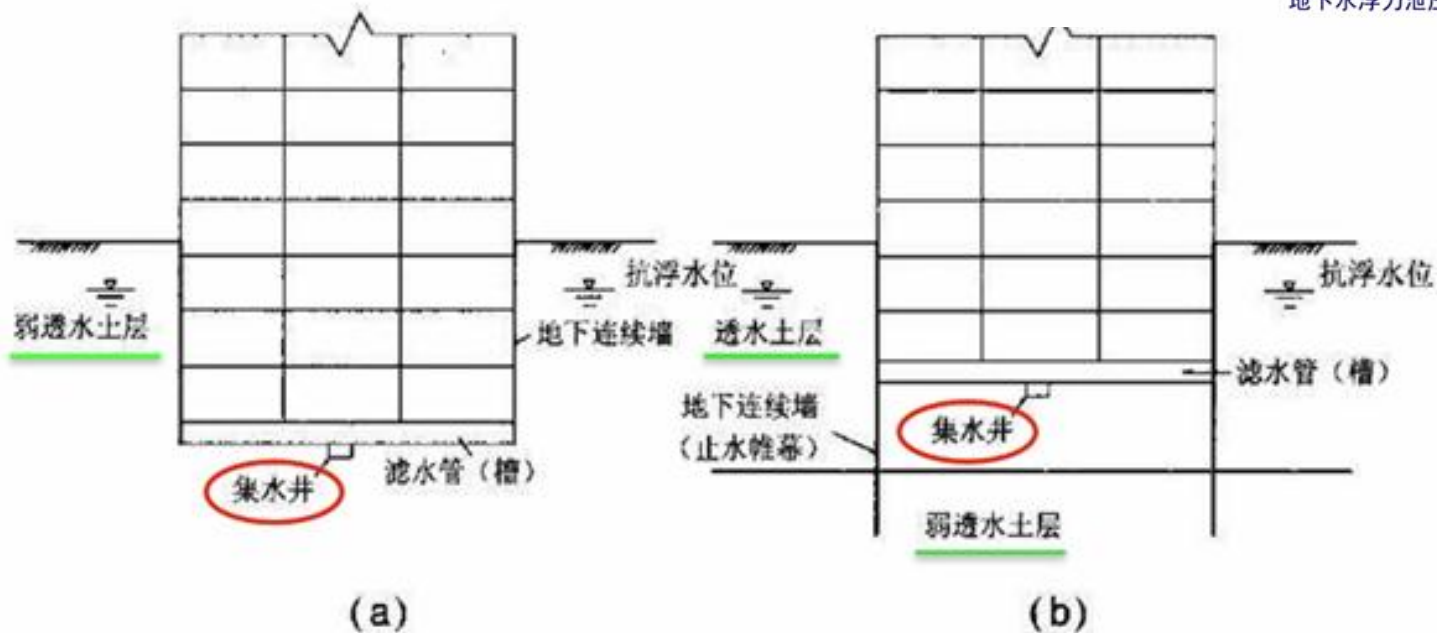 地下水浮力泄压
抗浮水位
弱透水土层
地下连续墙
集水井
滤水管（槽）
(a)
抗浮水位
透水土层
滤水管（槽）
地下连续墙
（止水帷幕）
集水井
弱透水土层
(b)